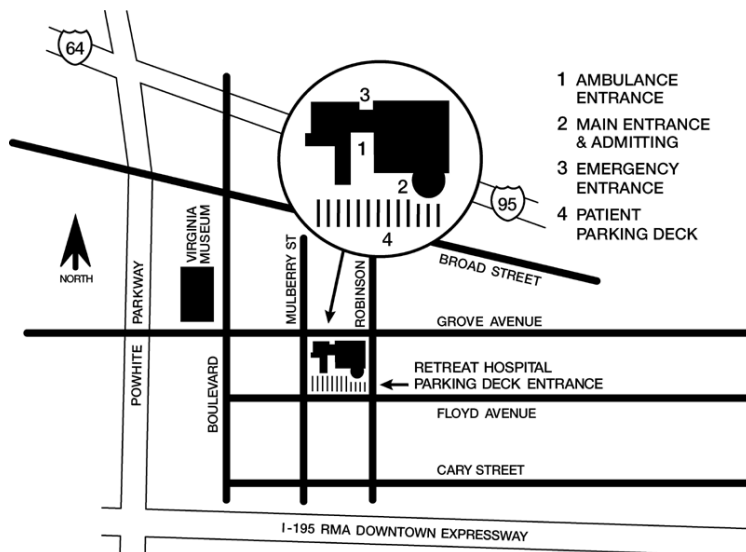 64
3
1
2
4
95
1 AMBULANCE
ENTRANCE
2 MAIN ENTRANCE
& ADMITTING
3 EMERGENCY
ENTRANCE
4 PATIENT
PARKING DECK
NORTH
POWHITE PARKWAY
VIRGINIA
MUSEUM
BOULEVARD
MULBERRY ST
ROBINSON
BROAD STREET
GROVE AVENUE
RETREAT HOSPITAL
PARKING DECK ENTRANCE
FLOYD AVENUE
CARY STREET
I-195 RMA DOWNTOWN EXPRESSWAY